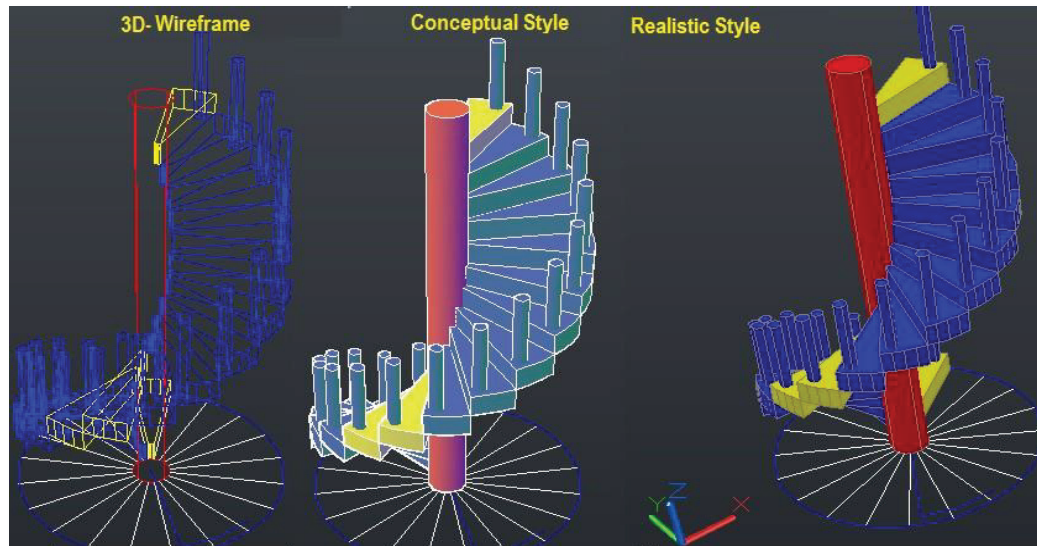 3D- Wireframe
Conceptual Style
Realistic Style
Y
Z
X